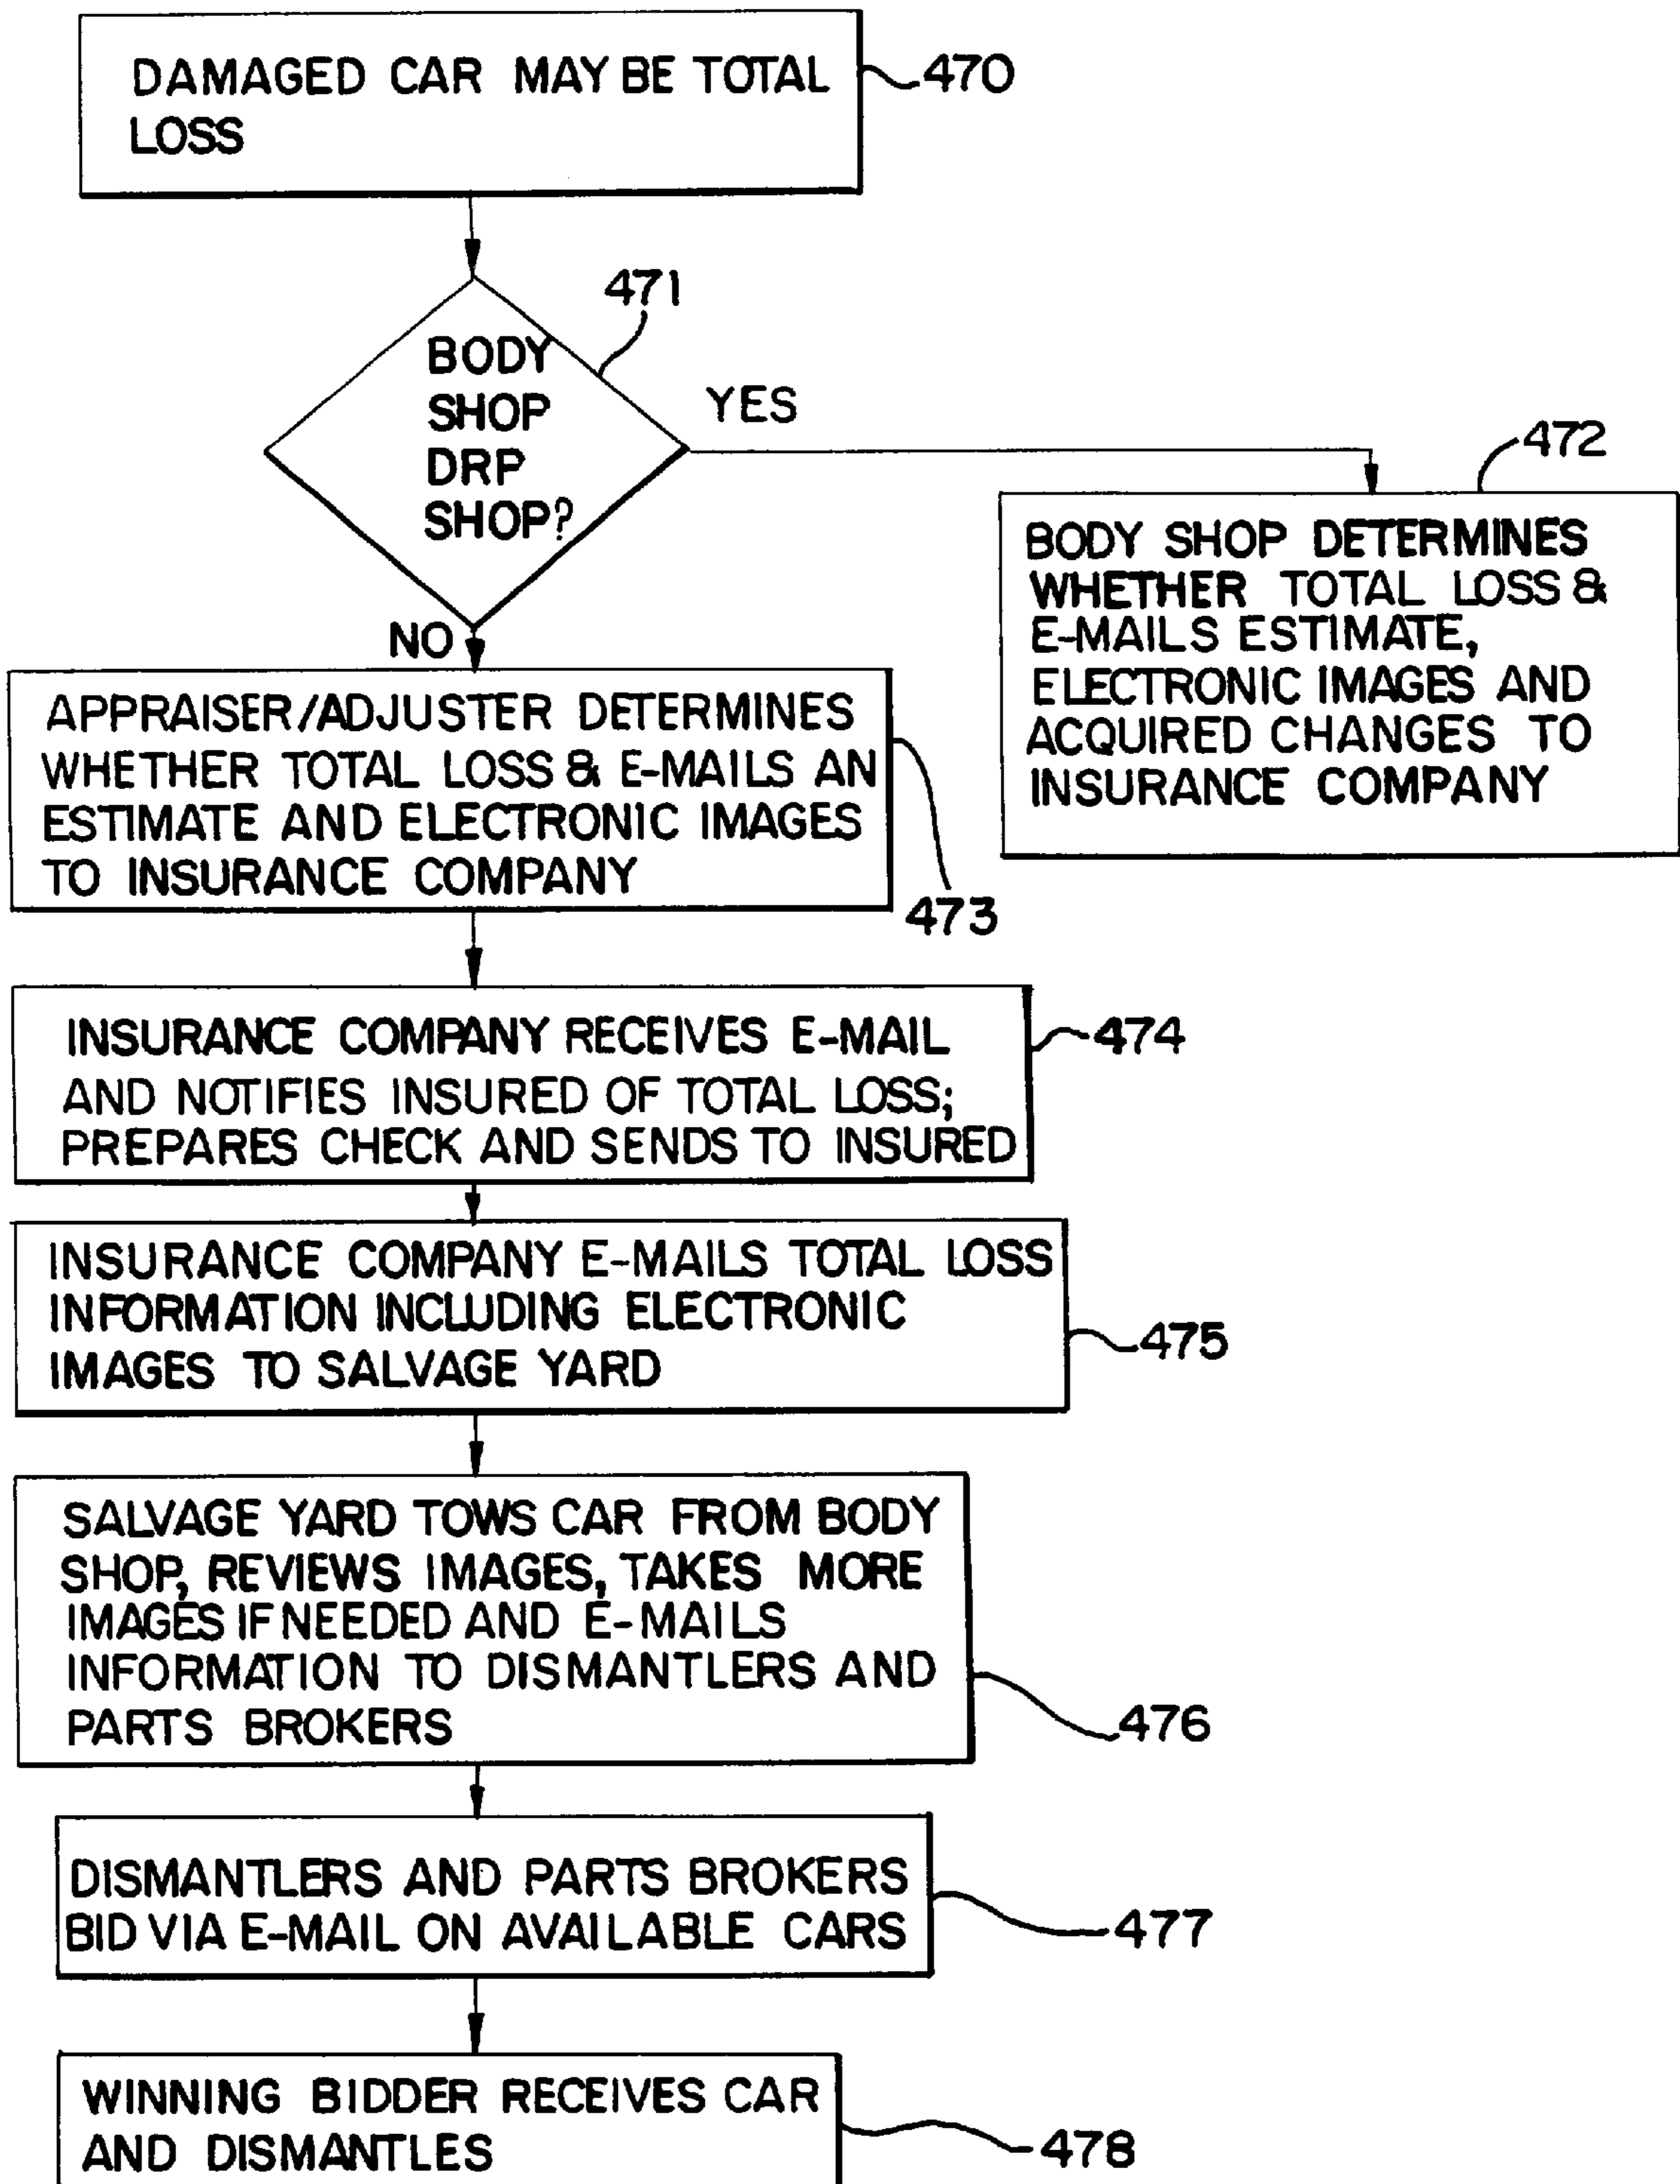 DAMAGED CAR MAY BE TOTAL
LOSS
470
471
BODY
SHOP
DRP
SHOP?
YES
NO
472
BODY SHOP DETERMINES
WHETHER TOTAL LOSS &
E-MAILS ESTIMATE,
ELECTRONIC IMAGES AND
ACQUIRED CHANGES TO
INSURANCE COMPANY
APPRAISER/ADJUSTER DETERMINES
WHETHER TOTAL LOSS & E-MAILS AN
ESTIMATE AND ELECTRONIC IMAGES
TO INSURANCE COMPANY
473
INSURANCE COMPANY RECEIVES E-MAIL
AND NOTIFIES INSURED OF TOTAL LOSS;
PREPARES CHECK AND SENDS TO INSURED
474
INSURANCE COMPANY E-MAILS TOTAL LOSS
INFORMATION INCLUDING ELECTRONIC
IMAGES TO SALVAGE YARD
475
SALVAGE YARD TOWS CAR FROM BODY
SHOP, REVIEWS IMAGES, TAKES MORE
IMAGES IF NEEDED AND E-MAILS
INFORMATION TO DISMANTLERS AND
PARTS BROKERS
476
DISMANTLERS AND PARTS BROKERS
BID VIA E-MAIL ON AVAILABLE CARS
477
WINNING BIDDER RECEIVES CAR
AND DISMANTLES
478